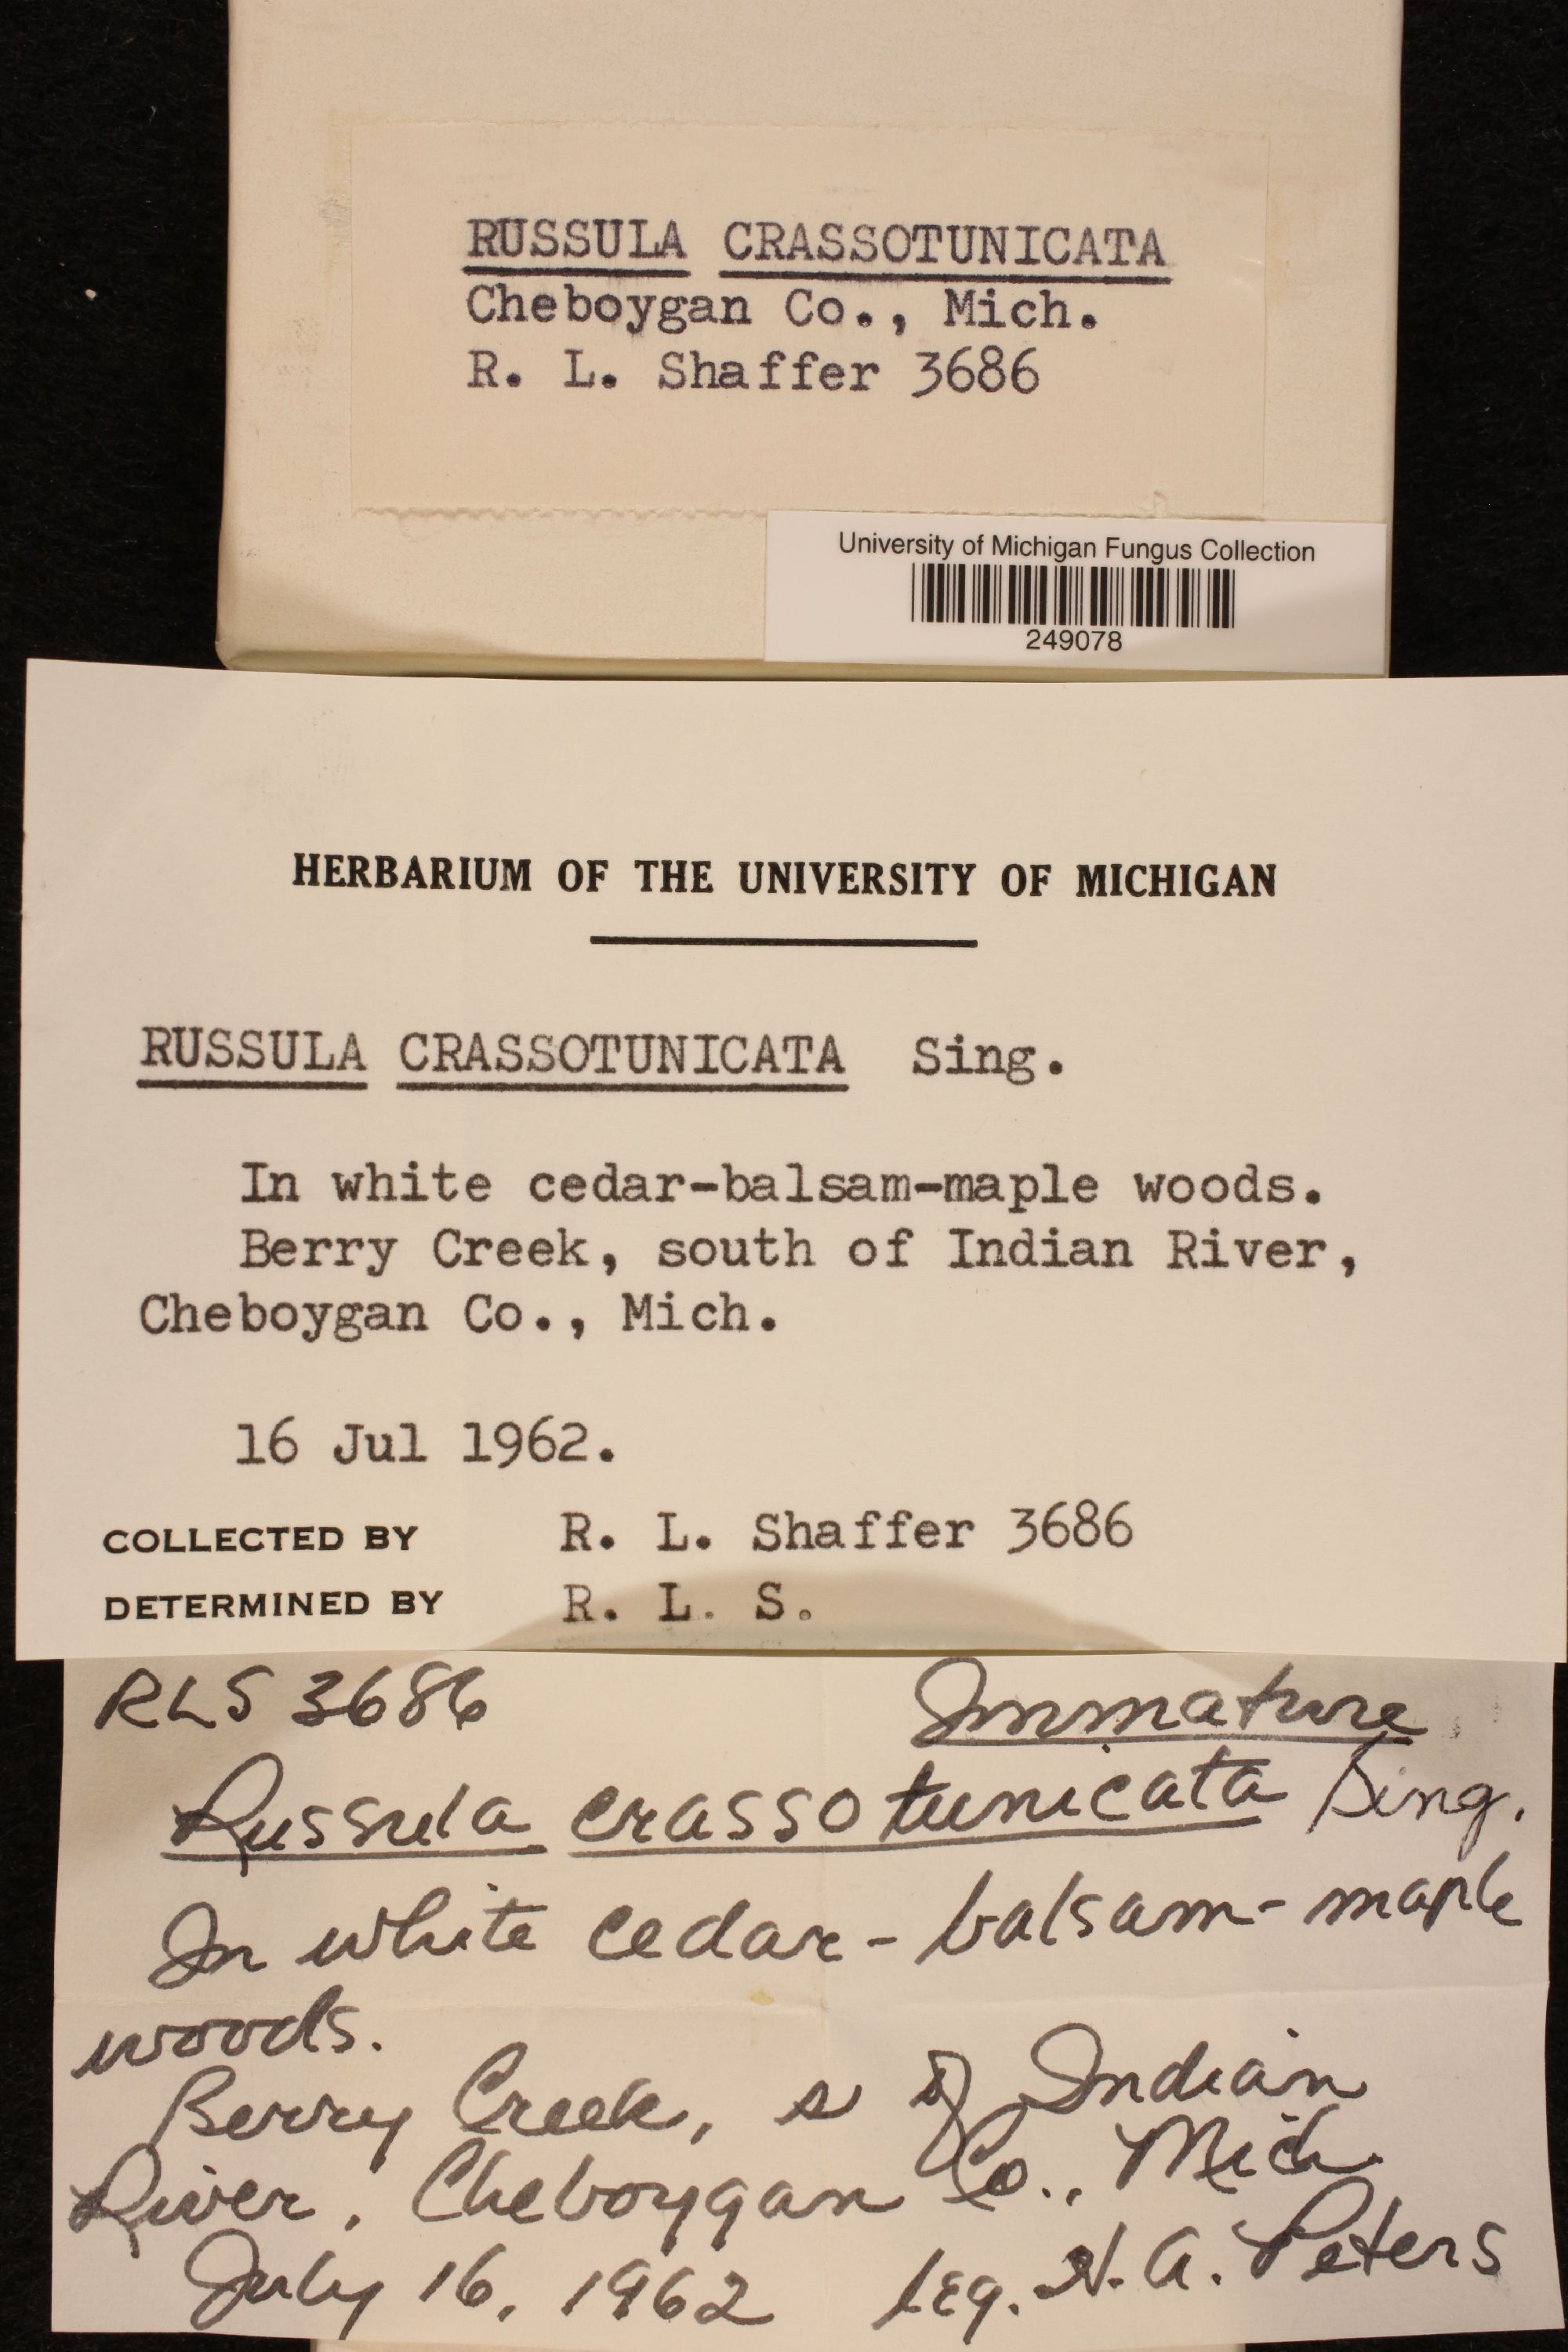 RUSSULA CRASSOTUNICATA
Cheboygan Co., Mich.
R. L. Shaffer 3686
University of Michigan Fungus Collection
249078
HERBARIUM OF THE UNIVERSITY OF MICHIGAN
RUSSULA CRASSOTUNICATA Sing.
In white cedar-balsam-maple woods.
Berry Creek, south of Indian River,
Cheboygan Co., Mich.
16 Jul 1962.
COLLECTED BY R. L. Shaffer 3686
DETERMINED BY R. L. S.
RLS 3686 Immature
Russula crassotunicata Sing.
In white cedar - balsam - maple
woods.
Berry Creek, s of Indian
River, Cheboygan Co., Mich.
July 16, 1962 leg. N. A. Peters